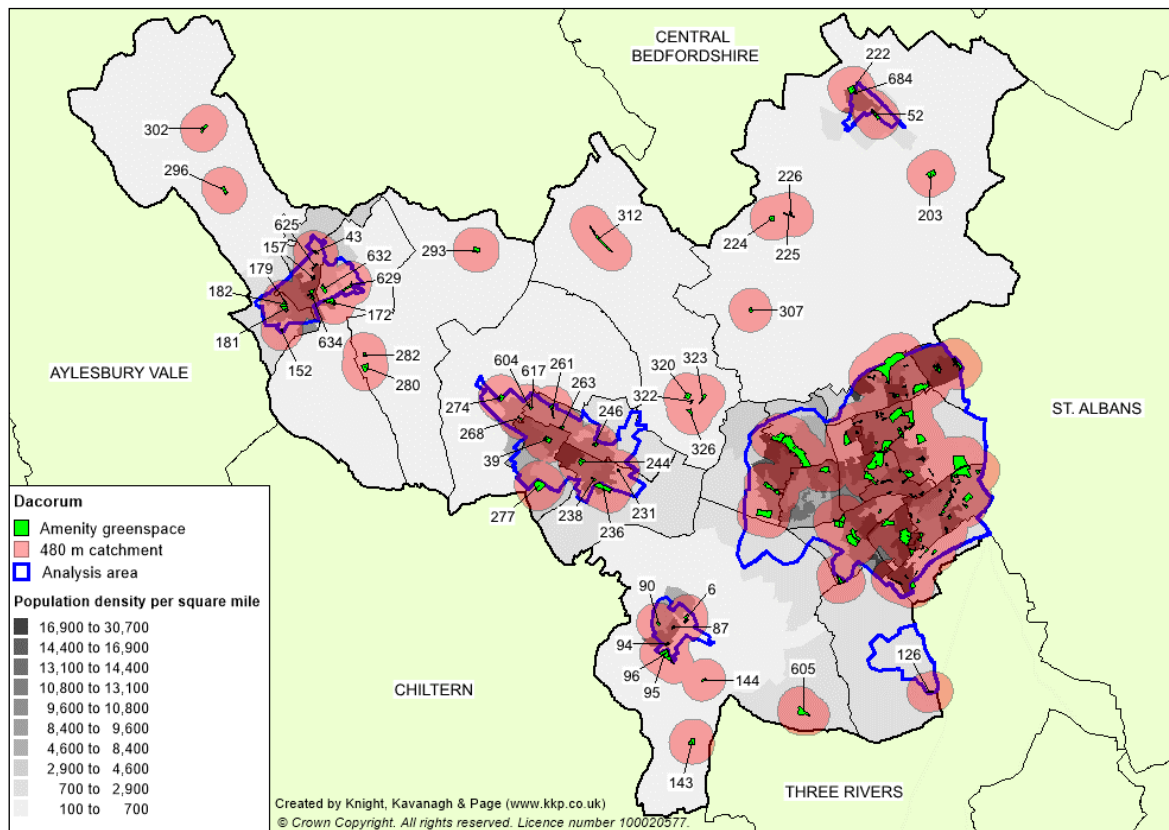 CENTRAL
BEDFORDSHIRE
222
684
52
302
296
226
203
312
224
225
625
43
157
632
293
179
629
182
172
307
181
634
152
282
280
AYLESBURY VALE
604
617
261
263
320
323
274
322
246
268
326
ST. ALBANS
39
244
277
238
236
231
Dacorum
Amenity greenspace
480 m catchment
Analysis area
Population density per square mile
16,900 to 30,700
14,400 to 16,900
13,100 to 14,400
10,800 to 13,100
9,600 to 10,800
8,400 to 9,600
4,600 to 8,400
2,900 to 4,600
700 to 2,900
100 to 700
90
6
87
94
96
95
144
126
605
CHILTERN
143
THREE RIVERS
Created by Knight, Kavanagh & Page (www.kkp.co.uk)
© Crown Copyright. All rights reserved. Licence number 100020577.